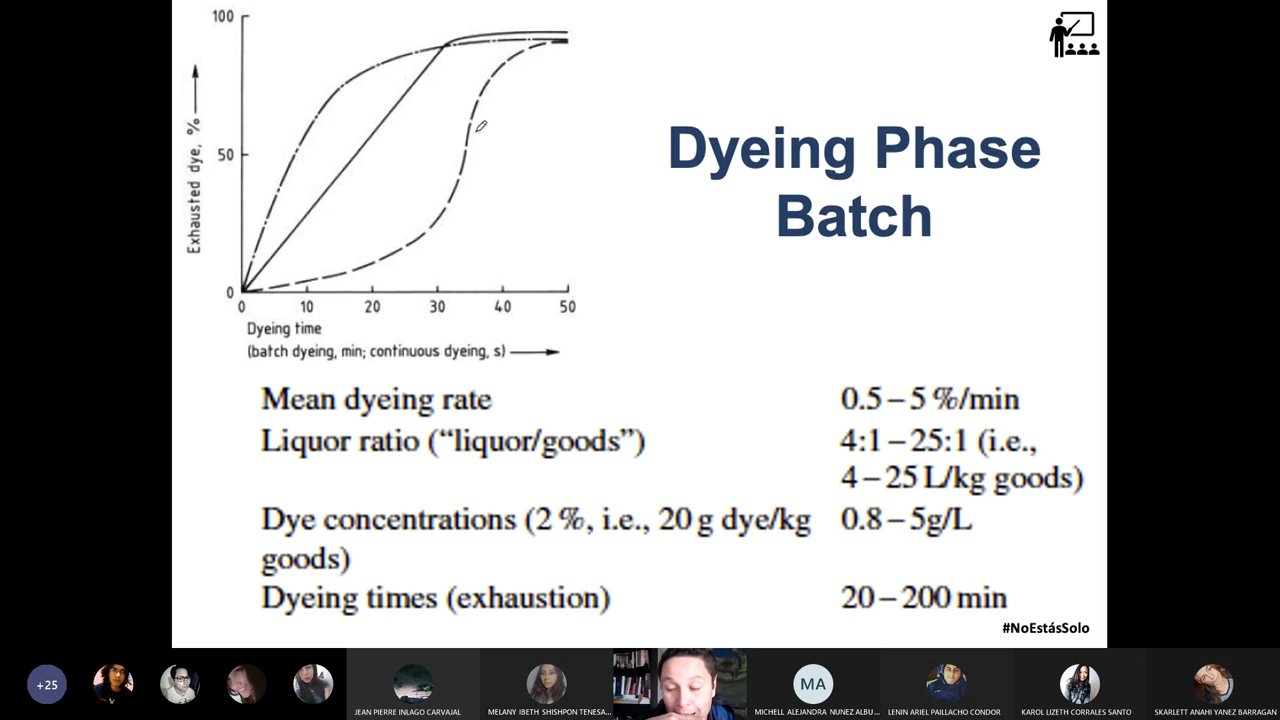 100
50
0
Exhausted dye, %
0 10 20 30 40 50
Dyeing time
(batch dyeing, min; continuous dyeing, s)
Dyeing Phase
Batch
Mean dyeing rate 0.5–5 %/min
Liquor ratio (“liquor/goods”) 4:1–25:1 (i.e.,
4–25 L/kg goods)
Dye concentrations (2 %, i.e., 20 g dye/kg 0.8–5g/L
goods)
Dyeing times (exhaustion) 20–200 min
#NoEstásSolo
+25
MA
JEAN PIERRE INLAGO CARVAJAL
MELANY IBETH SHISHPON TENESA...
MICHELL ALEJANDRA NUNEZ ALBU...
LENIN ARIEL PAILLACHO CONDOR
KAROL LIZETH CORRALES SANTO
SKARLETT ANAHI YANEZ BARRAGAN